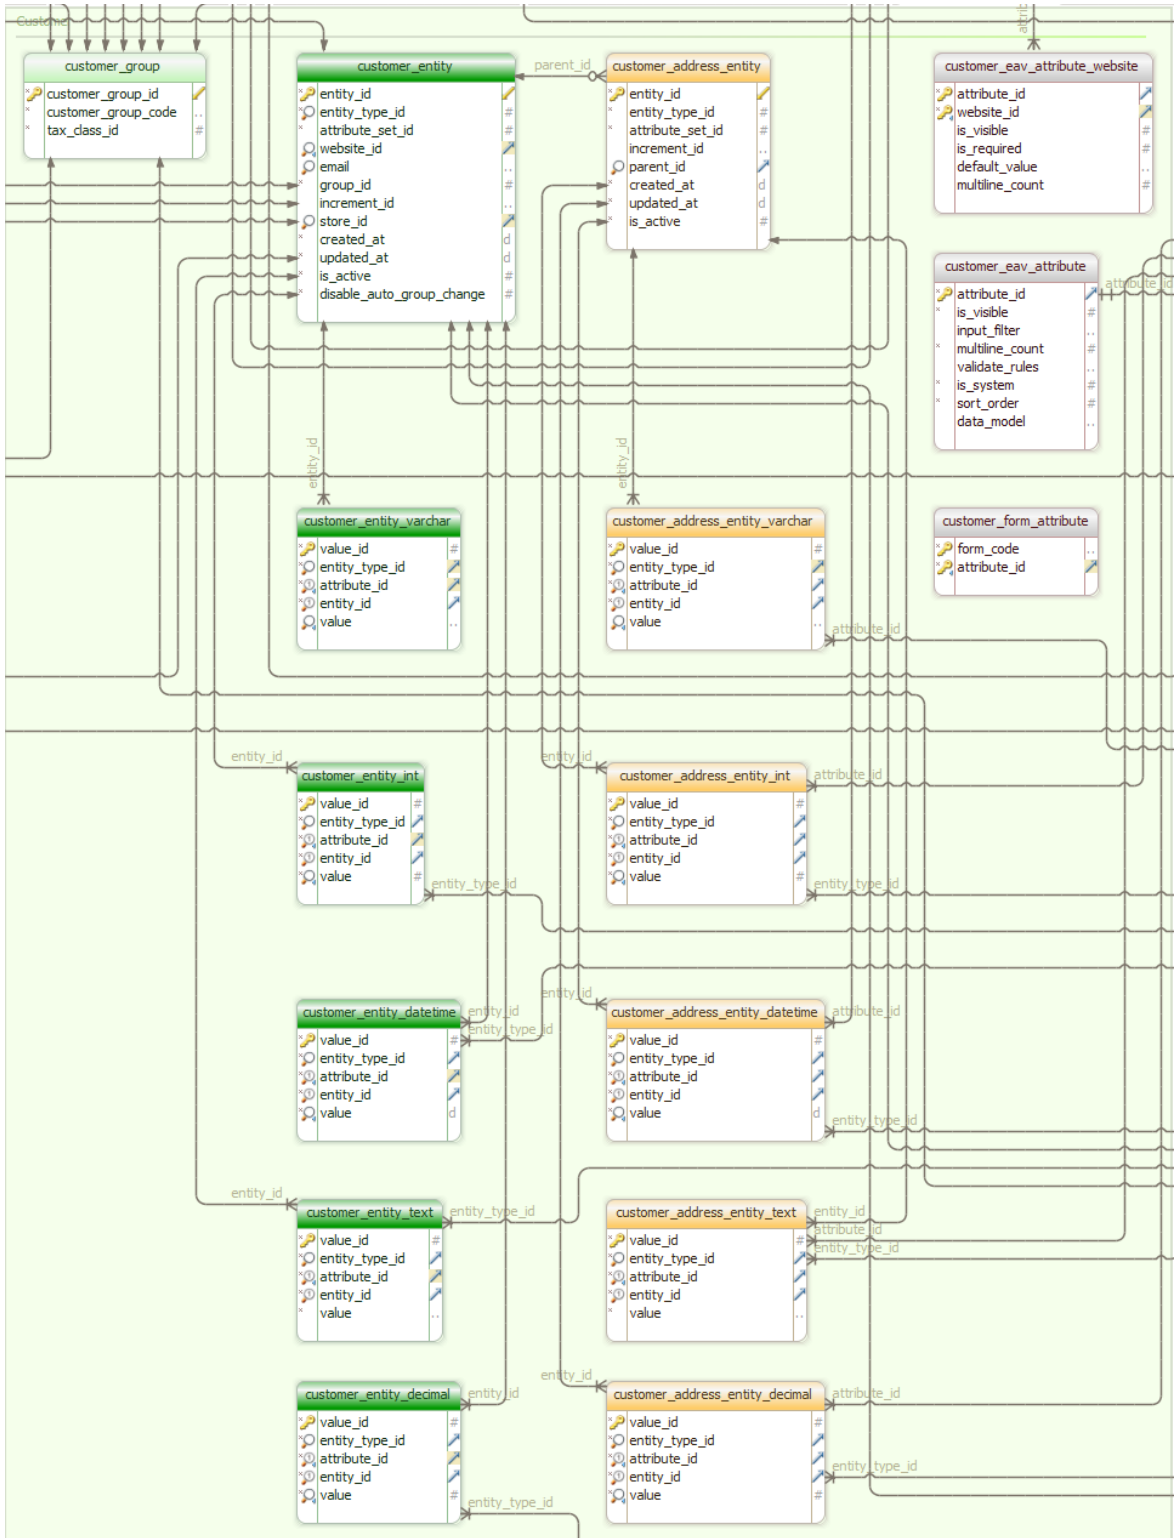 Customer
attrib
customer_group
customer_group_id
customer_group_code
tax_class_id
customer_entity
entity_id
entity_type_id
attribute_set_id
website_id
email
group_id
increment_id
store_id
created_at
updated_at
is_active
disable_auto_group_change
parent_id
customer_address_entity
entity_id
entity_type_id
attribute_set_id
increment_id
parent_id
created_at
updated_at
is_active
customer_eav_attribute_website
attribute_id
website_id
is_visible
is_required
default_value
multiline_count
customer_eav_attribute
attribute_id
is_visible
input_filter
multiline_count
validate_rules
is_system
sort_order
data_model
attribute_id
entity_id
customer_entity_varchar
value_id
entity_type_id
attribute_id
entity_id
value
entity_id
customer_address_entity_varchar
value_id
entity_type_id
attribute_id
entity_id
value
attribute_id
customer_form_attribute
form_code
attribute_id
entity_id
customer_entity_int
value_id
entity_type_id
attribute_id
entity_id
value
entity_type_id
entity_id
customer_address_entity_int
value_id
entity_type_id
attribute_id
entity_id
value
attribute_id
entity_type_id
customer_entity_datetime
value_id
entity_type_id
attribute_id
entity_id
value
entity_id
entity_type_id
entity_id
customer_address_entity_datetime
value_id
entity_type_id
attribute_id
entity_id
value
attribute_id
entity_type_id
entity_id
customer_entity_text
value_id
entity_type_id
attribute_id
entity_id
value
entity_type_id
customer_address_entity_text
value_id
entity_type_id
attribute_id
entity_id
value
entity_id
attribute_id
entity_type_id
customer_entity_decimal
value_id
entity_type_id
attribute_id
entity_id
value
entity_id
entity_type_id
entity_id
customer_address_entity_decimal
value_id
entity_type_id
attribute_id
entity_id
value
attribute_id
entity_type_id